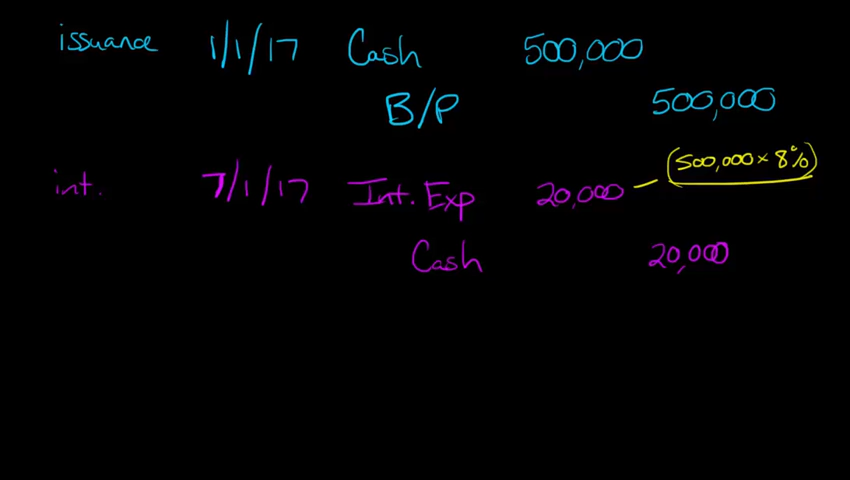 issuance 1/1/17 Cash 500,000
B/P 500,000
(500,000 × 8%)
int. 7/1/17 Int. Exp 20,000
Cash 20,000